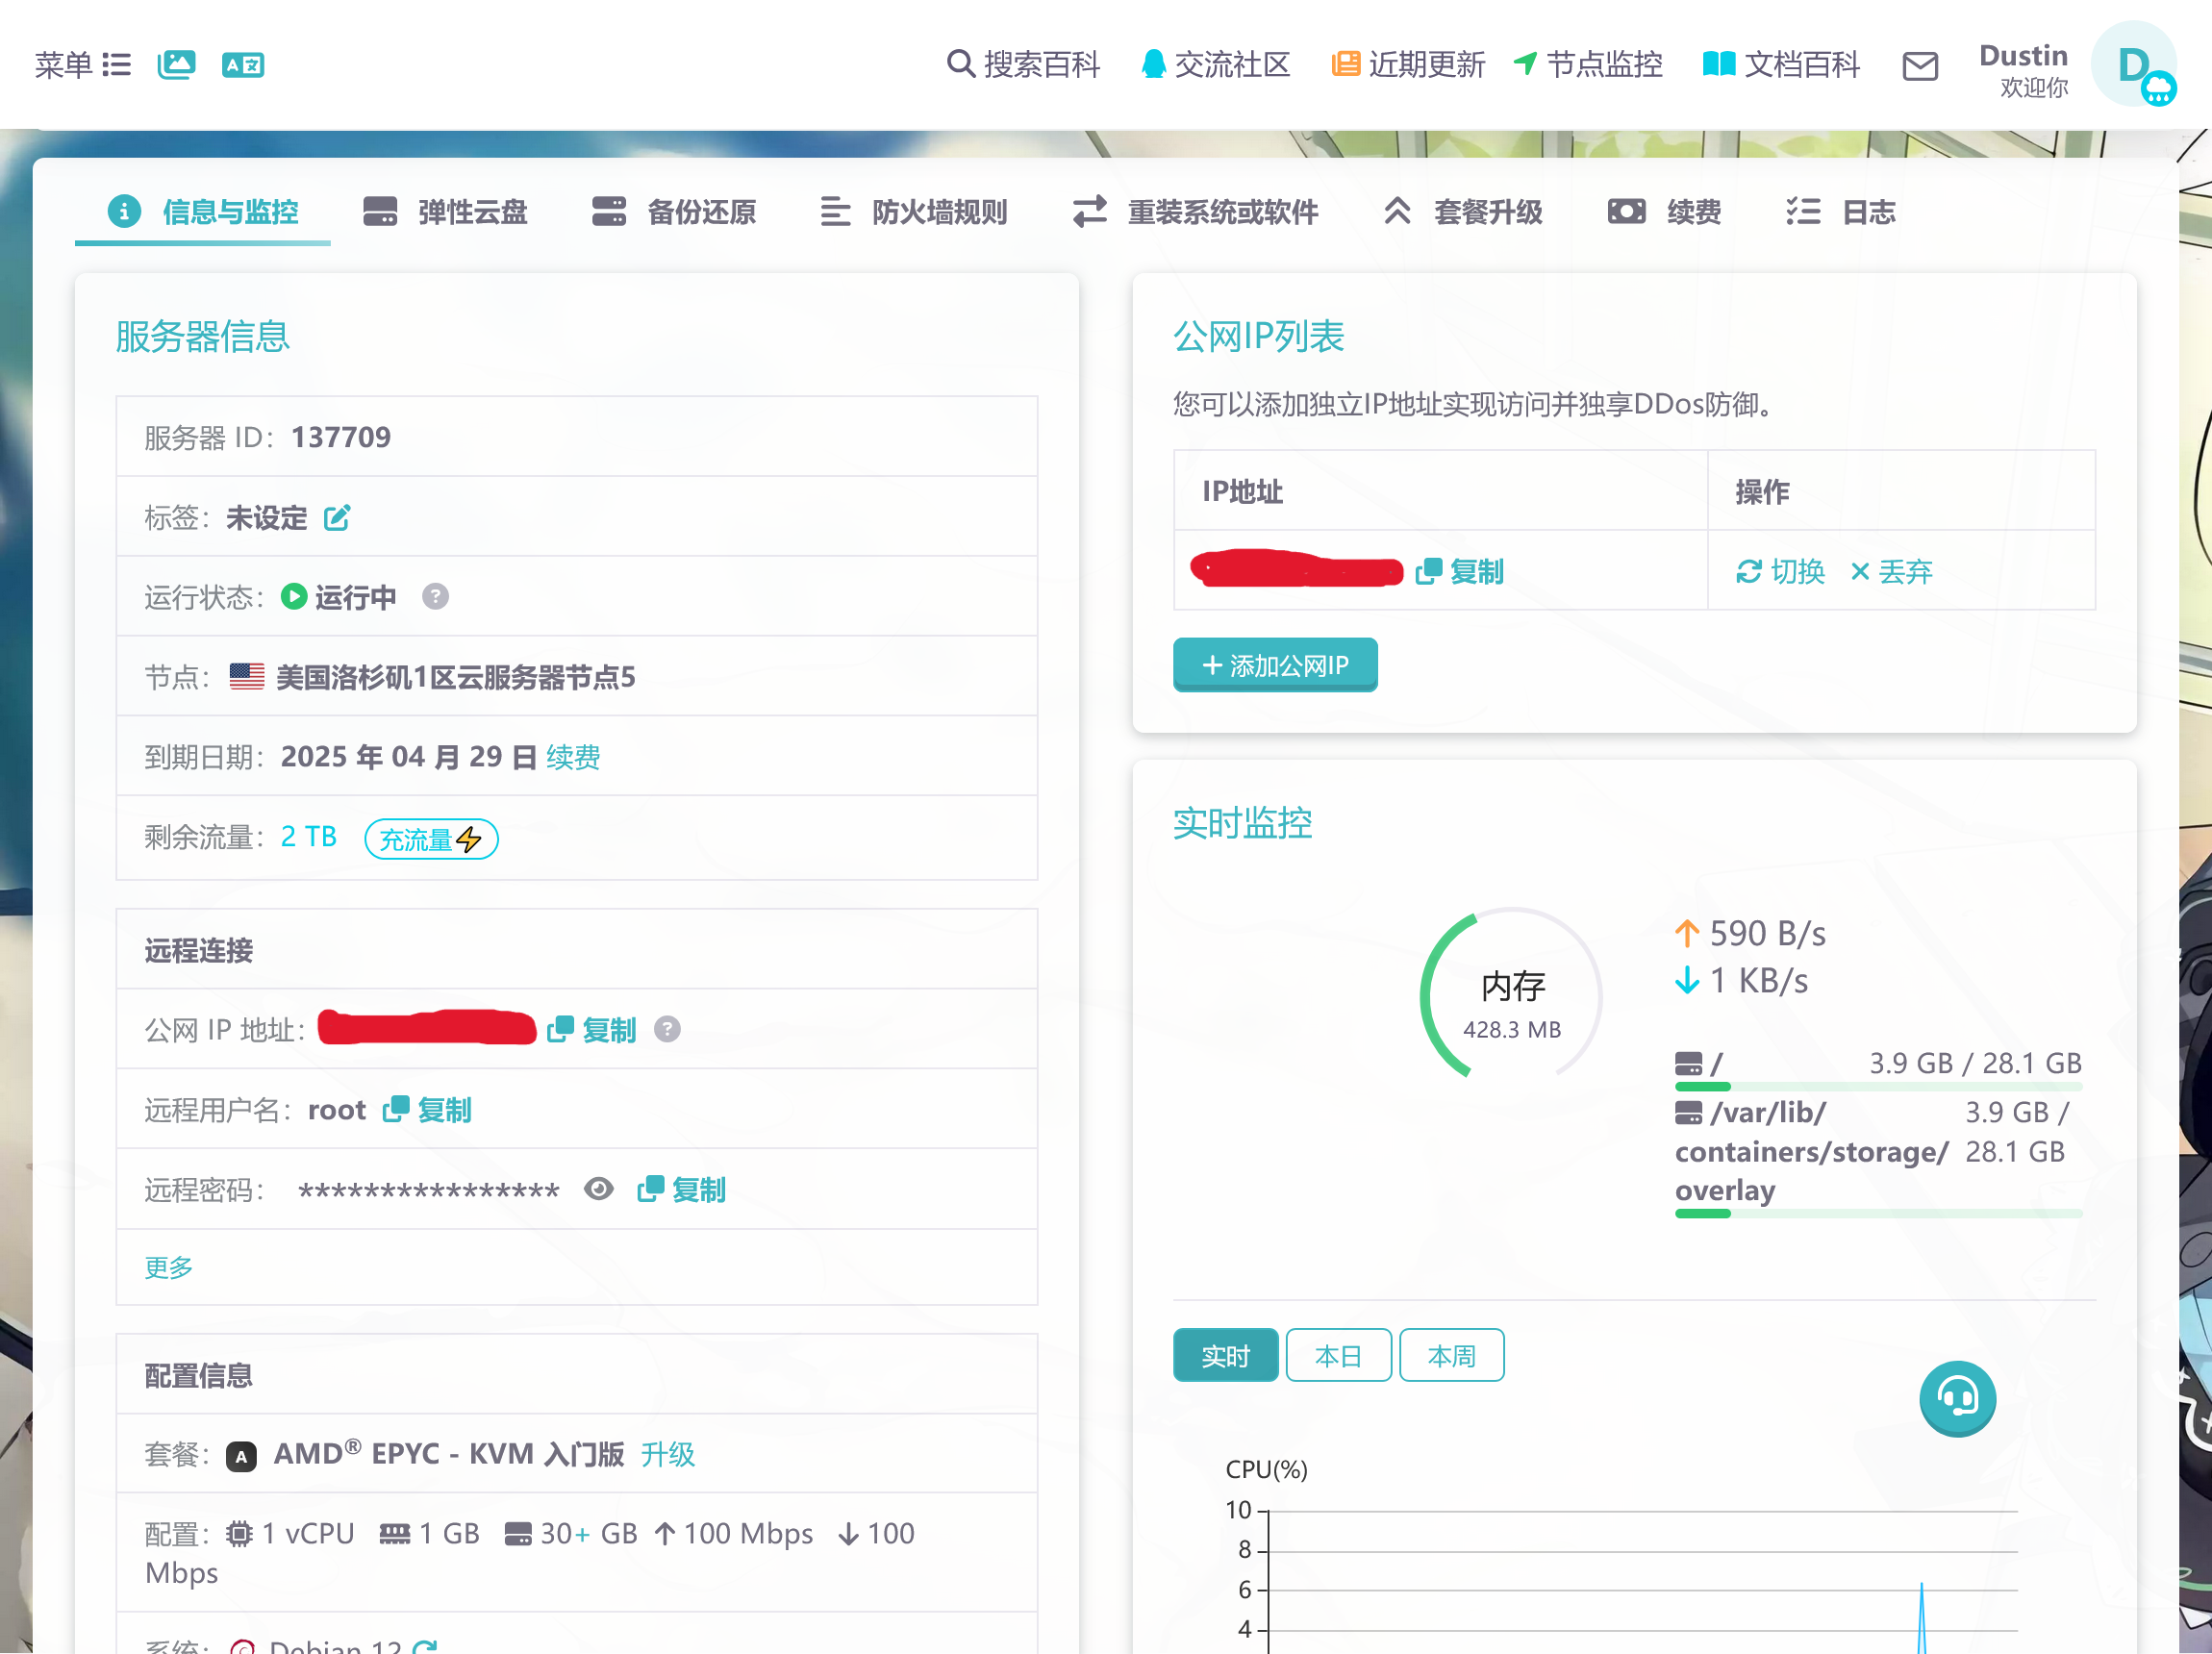 菜单
搜索百科 交流社区 近期更新 节点监控 文档百科 Dustin
欢迎你 D
信息与监控 弹性云盘 备份还原 防火墙规则 重装系统或软件 套餐升级 续费 日志
服务器信息
服务器 ID：137709
标签：未设定
运行状态：运行中 ?
节点：美国洛杉矶1区云服务器节点5
到期日期：2025 年 04 月 29 日 续费
剩余流量：2 TB 充流量⚡
远程连接
公网 IP 地址： 复制 ?
远程用户名：root 复制
远程密码： **************** 复制
更多
配置信息
套餐：A AMD® EPYC - KVM 入门版 升级
配置：1 vCPU 1 GB 30+ GB ↑ 100 Mbps ↓ 100
Mbps
系统：Debian 12
公网IP列表
您可以添加独立IP地址实现访问并独享DDos防御。
IP地址 操作
复制 切换 × 丢弃
+ 添加公网IP
实时监控
内存
428.3 MB
↑ 590 B/s
↓ 1 KB/s
/ 3.9 GB / 28.1 GB
/var/lib/ 3.9 GB /
containers/storage/ 28.1 GB
overlay
实时 本日 本周
CPU(%)
10
8
6
4